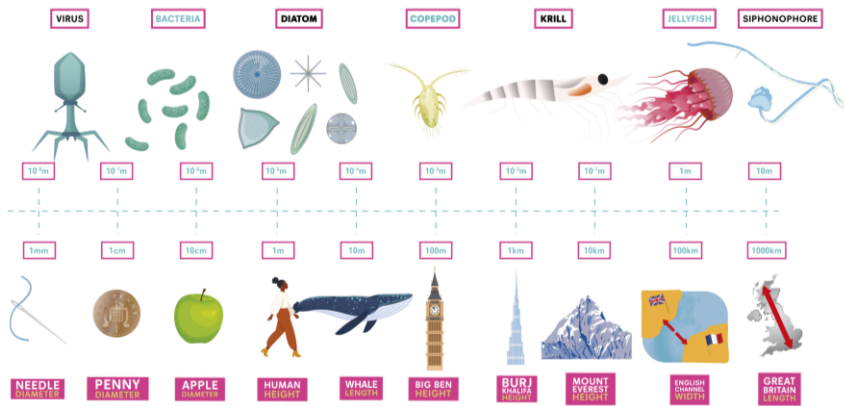 VIRUS
BACTERIA
DIATOM
COPEPOD
KRILL
JELLYFISH
SIPHONOPHORE
10⁻⁸m
10⁻⁷m
10⁻⁶m
10⁻⁵m
10⁻⁴m
10⁻³m
10⁻²m
10⁻¹m
1m
10m
1mm
1cm
10cm
1m
10m
100m
1km
10km
100km
1000km
NEEDLE
DIAMETER
PENNY
DIAMETER
APPLE
DIAMETER
HUMAN
HEIGHT
WHALE
LENGTH
BIG BEN
HEIGHT
BURJ
KHALIFA
HEIGHT
MOUNT
EVEREST
HEIGHT
ENGLISH
CHANNEL
WIDTH
GREAT
BRITAIN
LENGTH